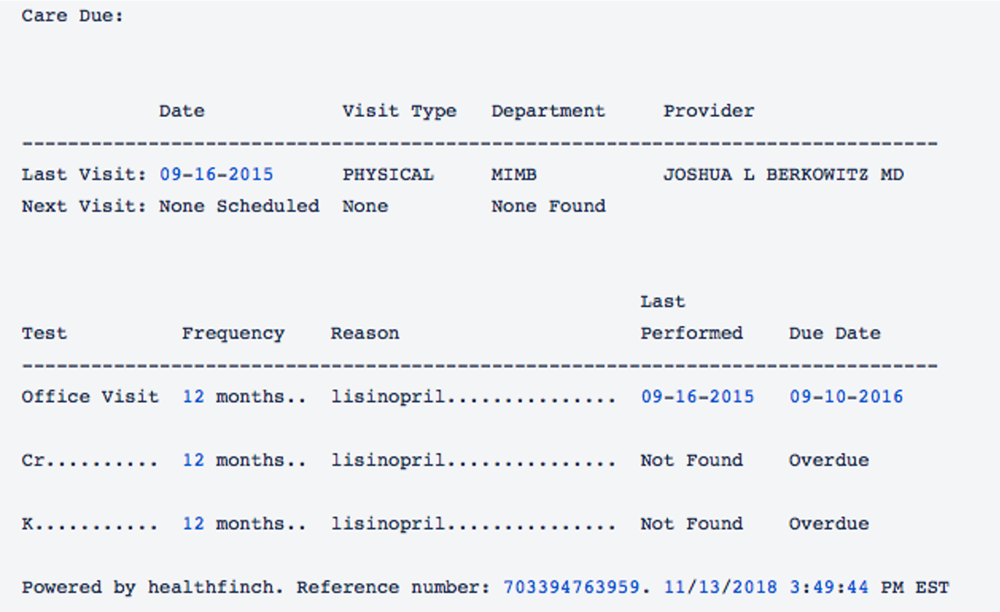 Care Due:
Date Visit Type Department Provider
--------------------------------------------------------------------------------
Last Visit: 09-16-2015 PHYSICAL MIMB JOSHUA L BERKOWITZ MD
Next Visit: None Scheduled None None Found
Last
Test Frequency Reason Performed Due Date
--------------------------------------------------------------------------------
Office Visit 12 months.. lisinopril............... 09-16-2015 09-10-2016
Cr.......... 12 months.. lisinopril............... Not Found Overdue
K........... 12 months.. lisinopril............... Not Found Overdue
Powered by healthfinch. Reference number: 703394763959. 11/13/2018 3:49:44 PM EST